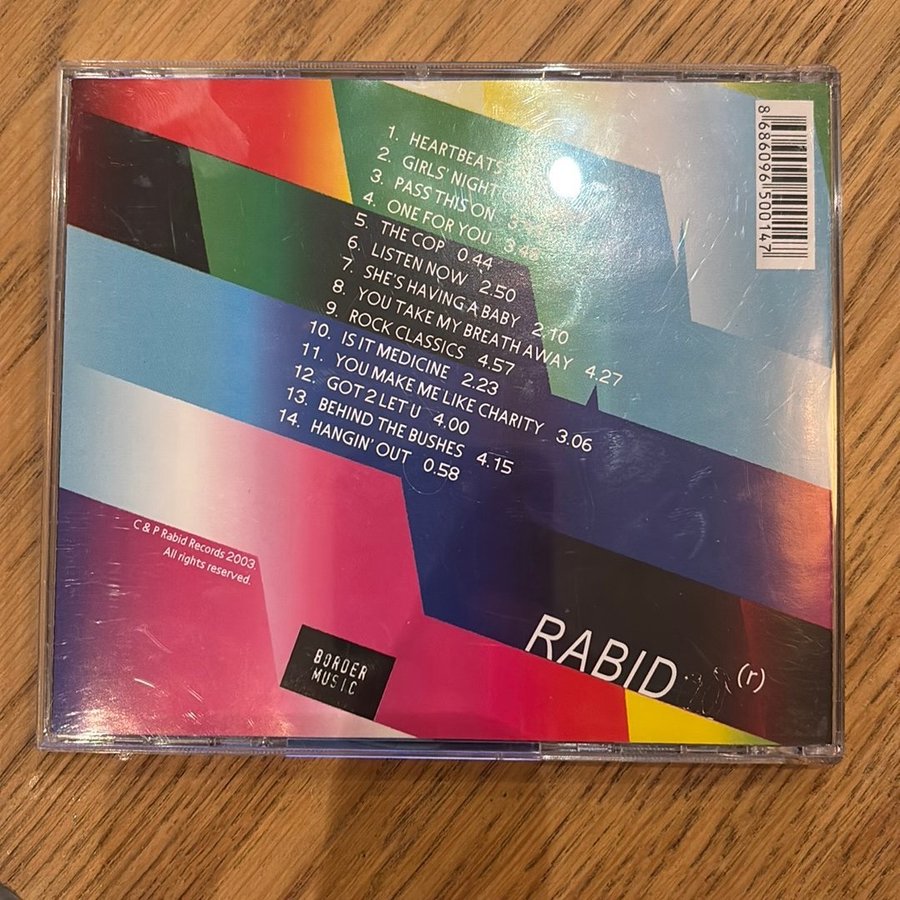 1. HEARTBEATS
2. GIRLS' NIGHT
3. PASS THIS ON
4. ONE FOR YOU
5. THE COP 0.44
6. LISTEN NOW 2.50
7. SHE'S HAVING A BABY 2.10
8. YOU TAKE MY BREATH AWAY 4.27
9. ROCK CLASSICS 4.57
10. IS IT MEDICINE 2.23
11. YOU MAKE ME LIKE CHARITY 3.06
12. GOT 2 LET U 4.00
13. BEHIND THE BUSHES 4.15
14. HANGIN' OUT 0.58
8 686096 500147
C & P Rabid Records 2003.
All rights reserved.
BORDER
MUSIC
RABID (r)